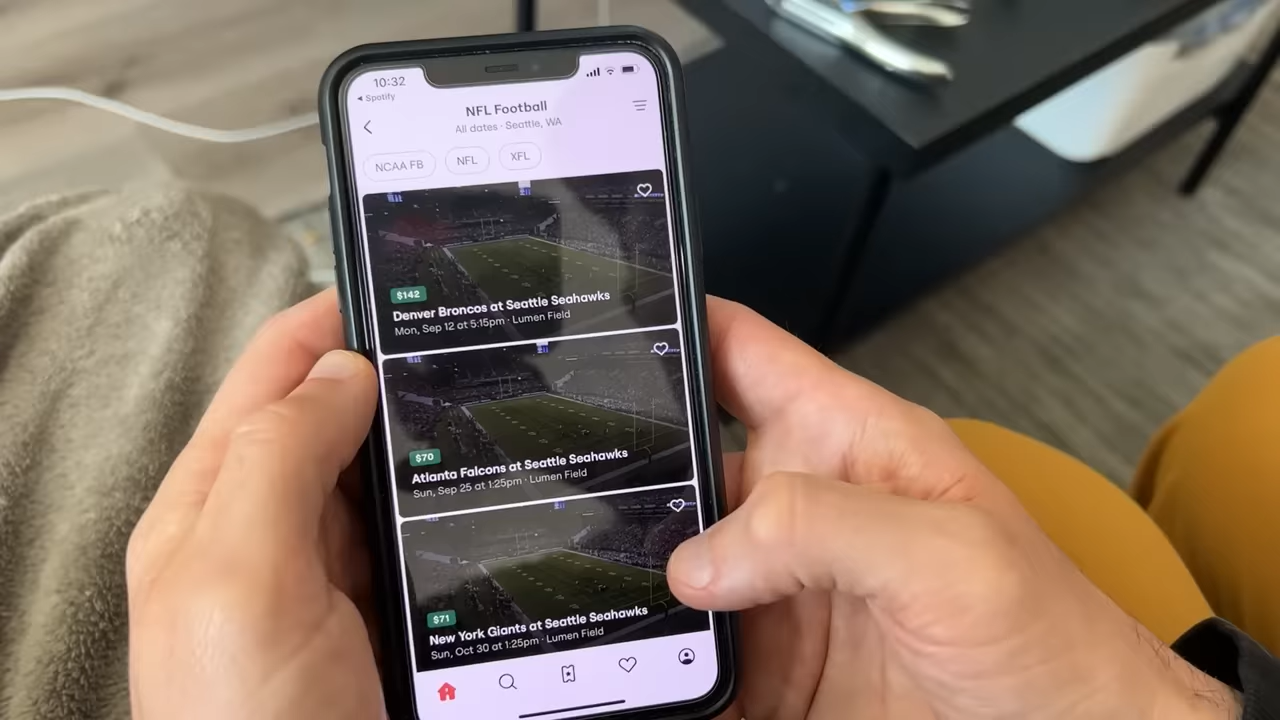 10:32
◀ Spotify
NFL Football
All dates · Seattle, WA
NCAA FB
NFL
XFL
$142
Denver Broncos at Seattle Seahawks
Mon, Sep 12 at 5:15pm · Lumen Field
$70
Atlanta Falcons at Seattle Seahawks
Sun, Sep 25 at 1:25pm · Lumen Field
$71
New York Giants at Seattle Seahawks
Sun, Oct 30 at 1:25pm · Lumen Field